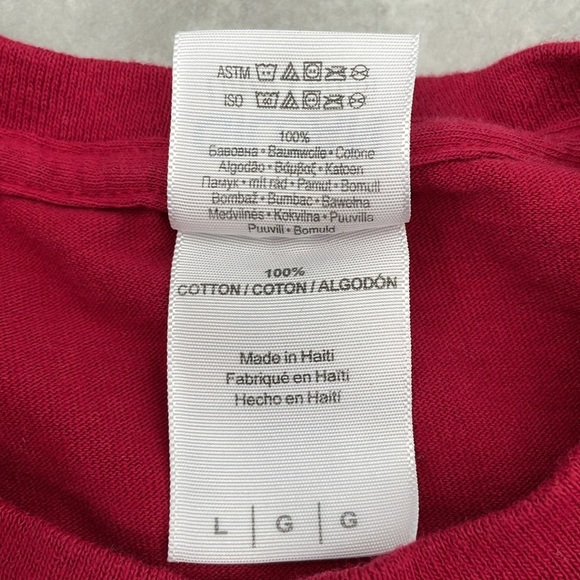 ASTM
ISO
100%
Бавовна • Baumwolle • Cotone
Algodão • Βάμβαξ • Katoen
Памук • mit rad • Pamut • Bomull
Bombaž • Bumbac • Bawełna
Medvilnės • Kokvilna • Puuvilla
Puuvill • Bomuld
100%
COTTON / COTON / ALGODÓN
Made in Haiti
Fabriqué en Haïti
Hecho en Haití
L | G | G